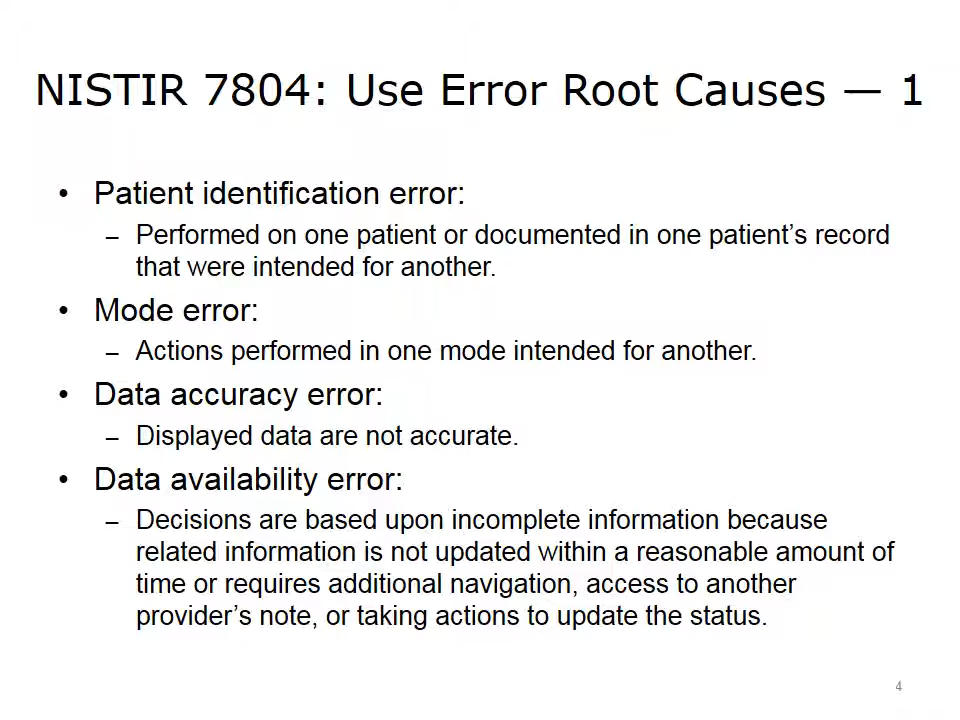 NISTIR 7804: Use Error Root Causes — 1
• Patient identification error:
– Performed on one patient or documented in one patient’s record
that were intended for another.
• Mode error:
– Actions performed in one mode intended for another.
• Data accuracy error:
– Displayed data are not accurate.
• Data availability error:
– Decisions are based upon incomplete information because
related information is not updated within a reasonable amount of
time or requires additional navigation, access to another
provider’s note, or taking actions to update the status.
4